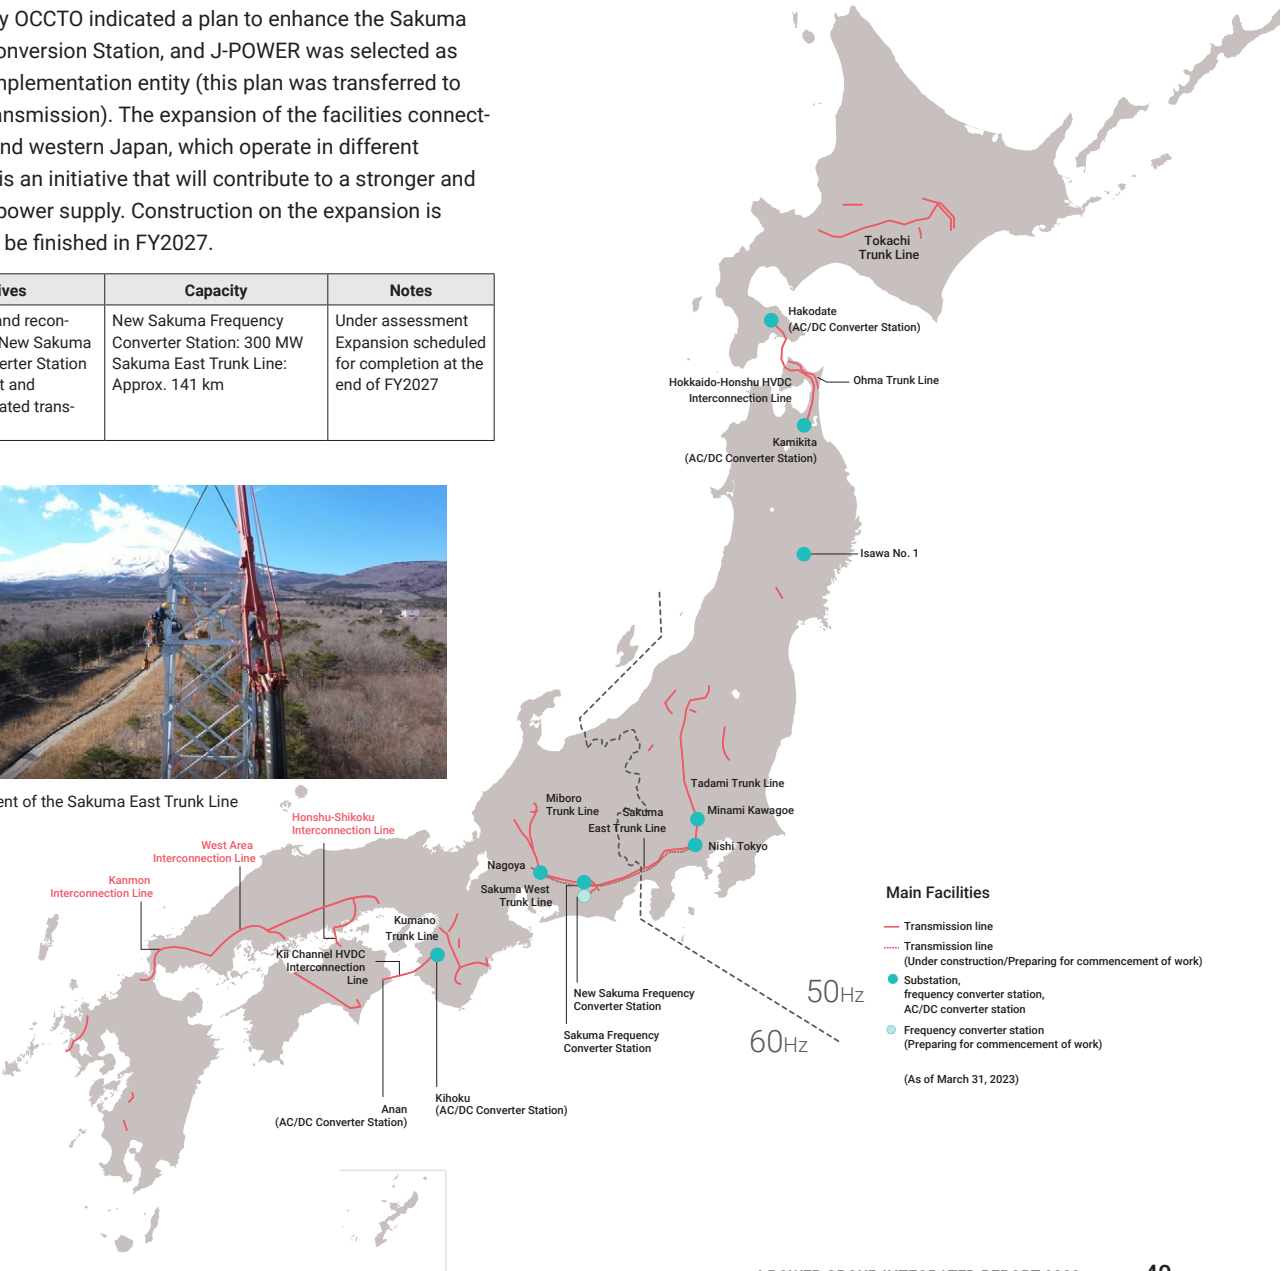 y OCCTO indicated a plan to enhance the Sakuma
onversion Station, and J-POWER was selected as
nplementation entity (this plan was transferred to
ansmission). The expansion of the facilities connect-
nd western Japan, which operate in different
is an initiative that will contribute to a stronger and
power supply. Construction on the expansion is
be finished in FY2027.
ives
Capacity
Notes
and recon-
New Sakuma
erter Station
t and
ated trans-
New Sakuma Frequency
Converter Station: 300 MW
Sakuma East Trunk Line:
Approx. 141 km
Under assessment
Expansion scheduled
for completion at the
end of FY2027
ent of the Sakuma East Trunk Line
Tokachi
Trunk Line
Hakodate
(AC/DC Converter Station)
Hokkaido-Honshu HVDC
Interconnection Line
Ohma Trunk Line
Kamikita
(AC/DC Converter Station)
Isawa No. 1
Tadami Trunk Line
Minami Kawagoe
Nishi Tokyo
Miboro
Trunk Line
Sakuma
East Trunk Line
Nagoya
Sakuma West
Trunk Line
Honshu-Shikoku
Interconnection Line
West Area
Interconnection Line
Kanmon
Interconnection Line
Kumano
Trunk Line
Kii Channel HVDC
Interconnection
Line
New Sakuma Frequency
Converter Station
Sakuma Frequency
Converter Station
Kihoku
(AC/DC Converter Station)
Anan
(AC/DC Converter Station)
50Hz
60Hz
Main Facilities
Transmission line
Transmission line
(Under construction/Preparing for commencement of work)
Substation,
frequency converter station,
AC/DC converter station
Frequency converter station
(Preparing for commencement of work)
(As of March 31, 2023)